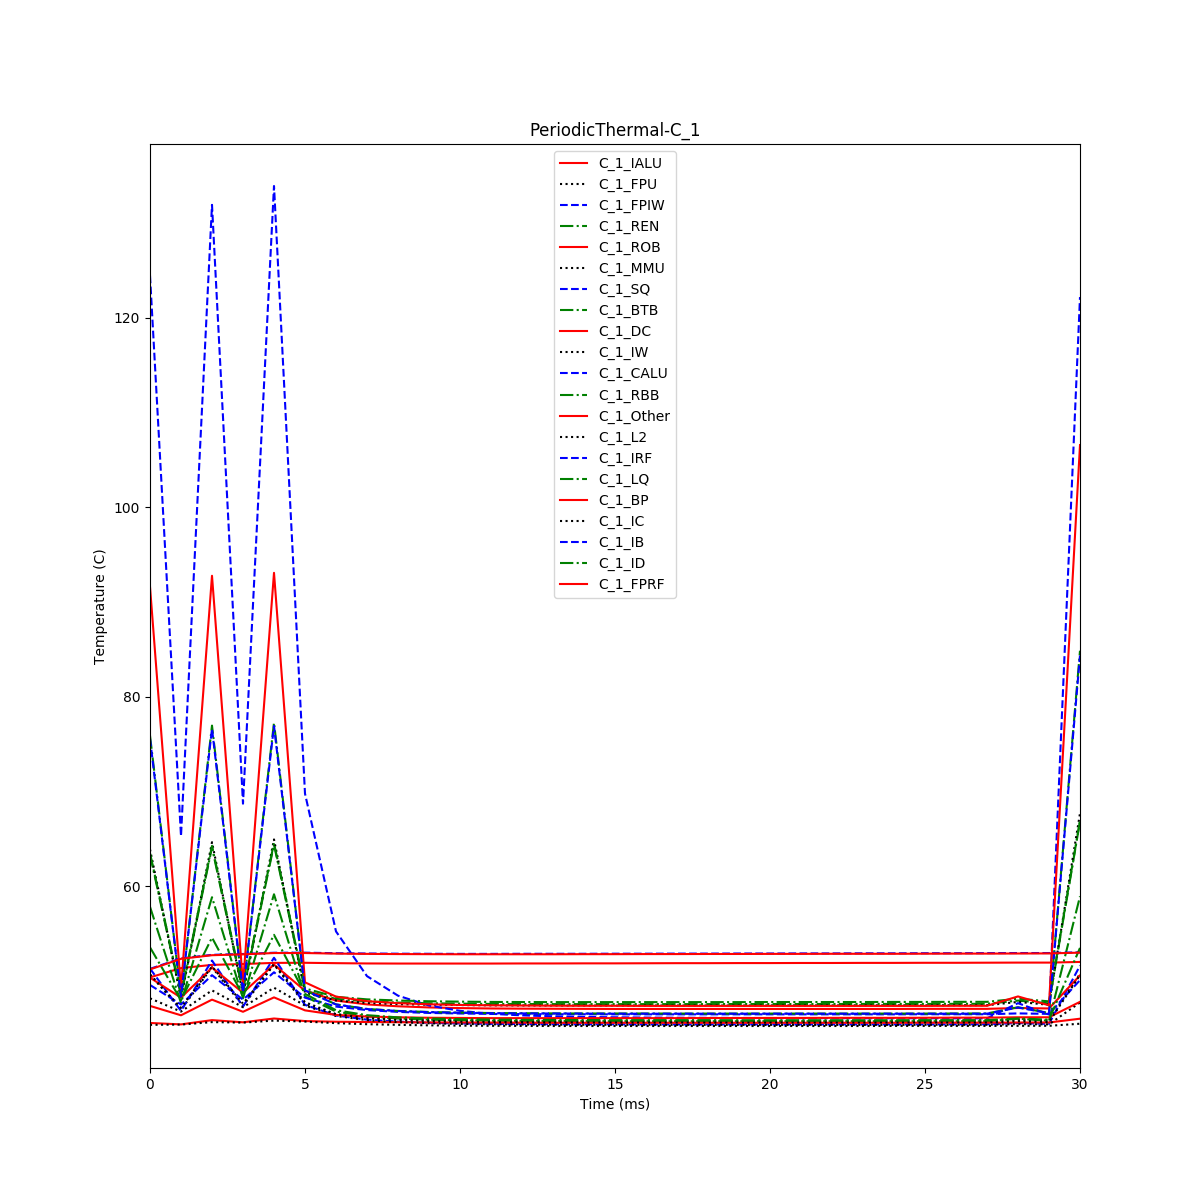 PeriodicThermal-C_1
C_1_IALU
C_1_FPU
C_1_FPIW
C_1_REN
C_1_ROB
C_1_MMU
C_1_SQ
C_1_BTB
C_1_DC
C_1_IW
C_1_CALU
C_1_RBB
C_1_Other
C_1_L2
C_1_IRF
C_1_LQ
C_1_BP
C_1_IC
C_1_IB
C_1_ID
C_1_FPRF
120
100
80
60
Temperature (C)
0 5 10 15 20 25 30
Time (ms)